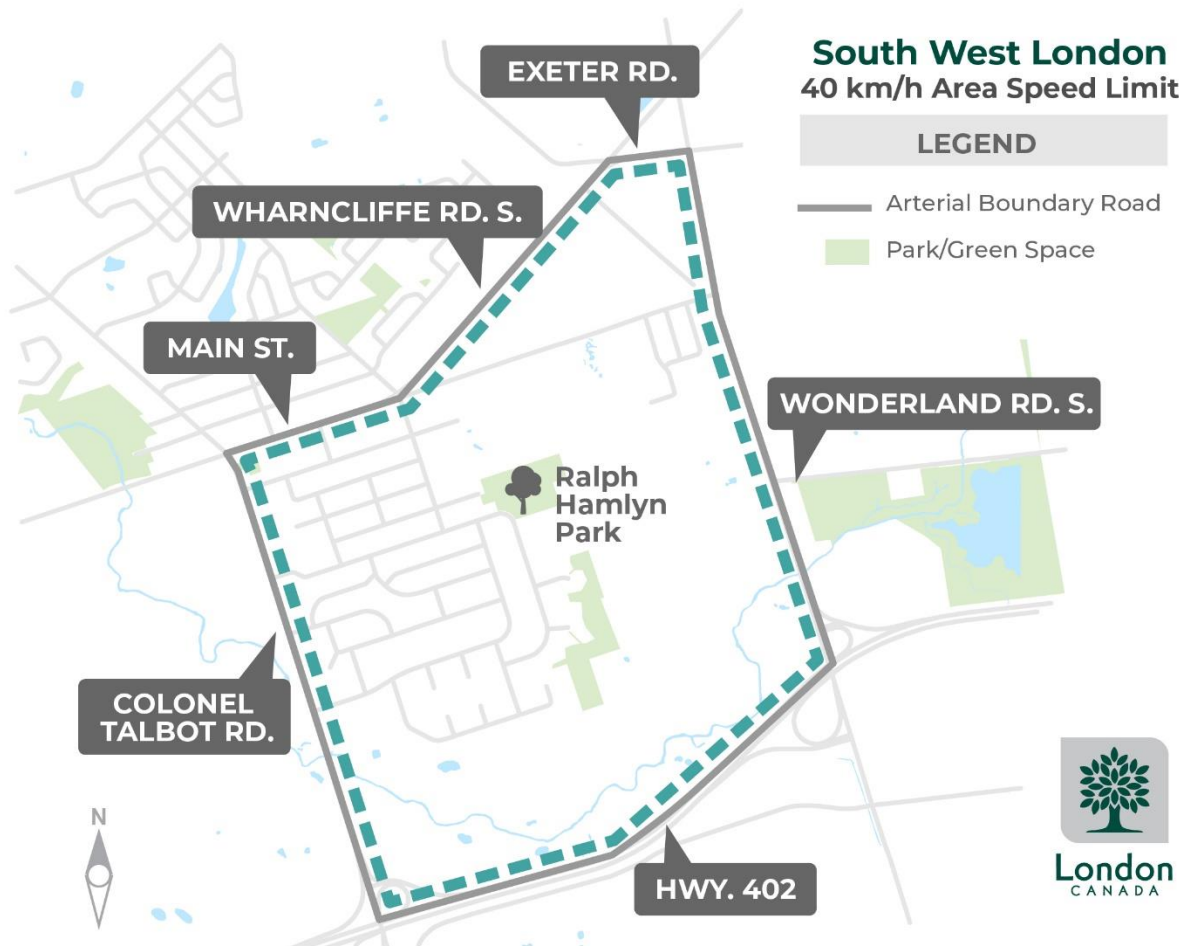 South West London
40 km/h Area Speed Limit
LEGEND
Arterial Boundary Road
Park/Green Space
EXETER RD.
WHARNCLIFFE RD. S.
MAIN ST.
WONDERLAND RD. S.
Ralph
Hamlyn
Park
COLONEL
TALBOT RD.
HWY. 402
N
London
CANADA